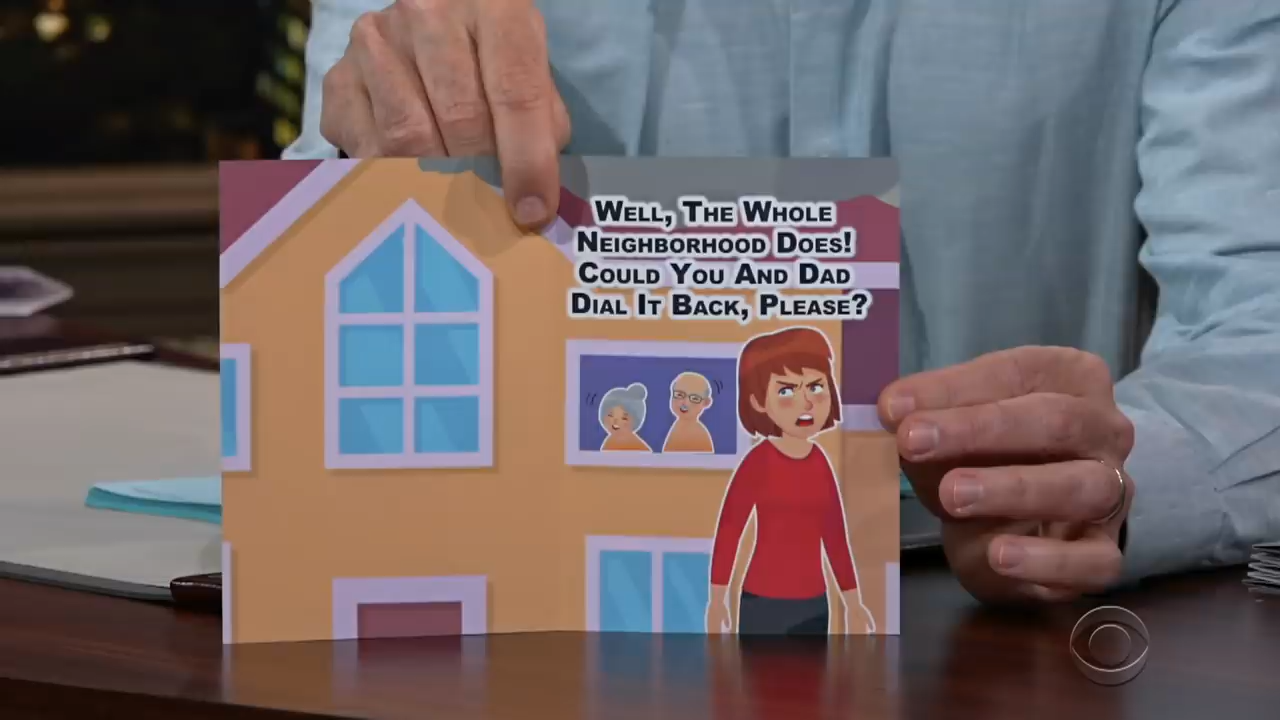 Well, The Whole
Neighborhood Does!
Could You And Dad
Dial It Back, Please?